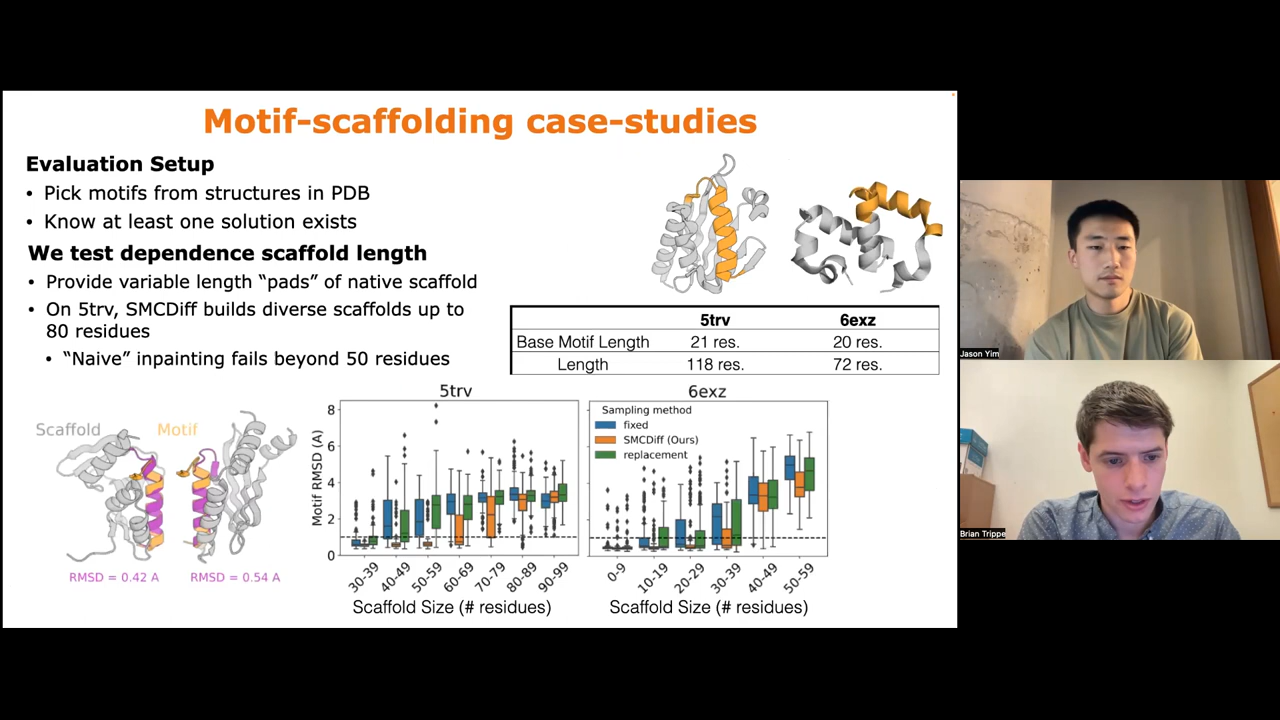 Motif-scaffolding case-studies
Evaluation Setup
• Pick motifs from structures in PDB
• Know at least one solution exists
We test dependence scaffold length
• Provide variable length “pads” of native scaffold
• On 5trv, SMCDiff builds diverse scaffolds up to
80 residues
• “Naive” inpainting fails beyond 50 residues
5trv 6exz
Base Motif Length 21 res. 20 res.
Length 118 res. 72 res.
Scaffold Motif
RMSD = 0.42 A RMSD = 0.54 A
5trv
Motif RMSD (A)
8
6
4
2
0
30-39 40-49 50-59 60-69 70-79 80-89 90-99
Scaffold Size (# residues)
6exz
Sampling method
fixed
SMCDiff (Ours)
replacement
0-9 10-19 20-29 30-39 40-49 50-59
Scaffold Size (# residues)
Jason Yim
Brian Trippe